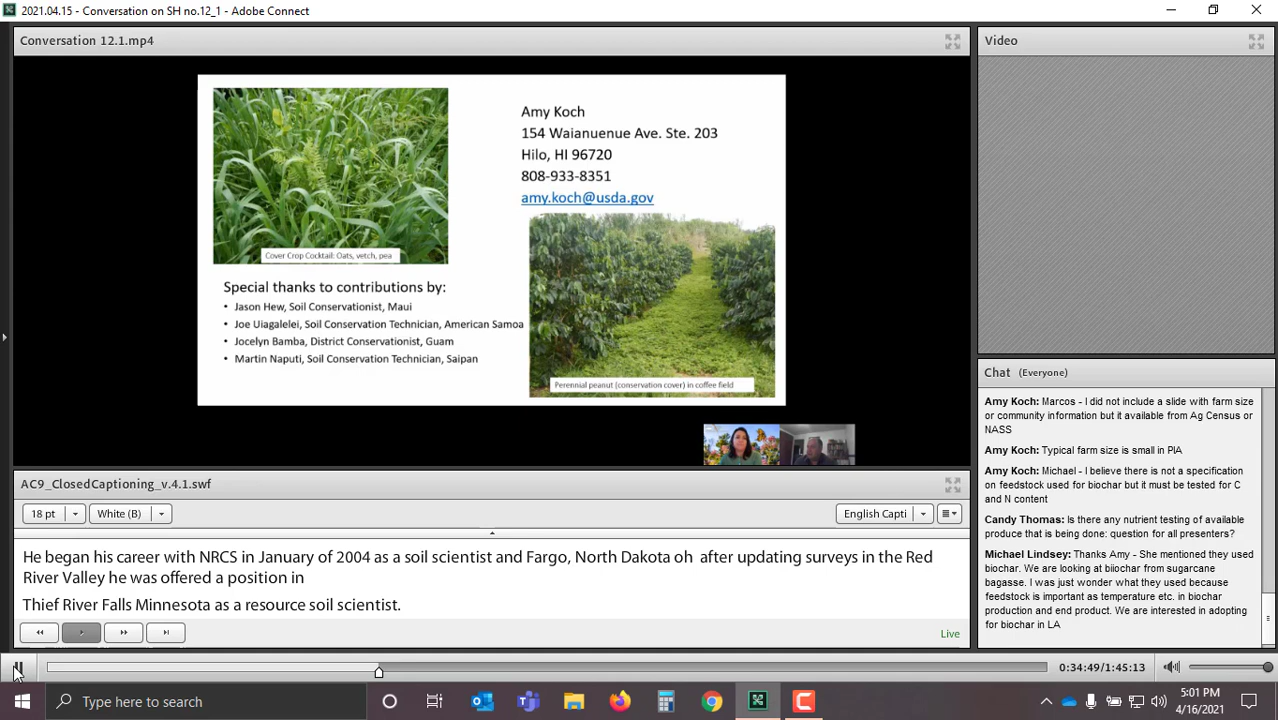 2021.04.15 - Conversation on SH no.12_1 - Adobe Connect
Conversation 12.1.mp4
Cover Crop Cocktail: Oats, vetch, pea
Amy Koch
154 Waianuenue Ave. Ste. 203
Hilo, HI 96720
808-933-8351
amy.koch@usda.gov
Special thanks to contributions by:
• Jason Hew, Soil Conservationist, Maui
• Joe Uiagalelei, Soil Conservation Technician, American Samoa
• Jocelyn Bamba, District Conservationist, Guam
• Martin Naputi, Soil Conservation Technician, Saipan
Perennial peanut (conservation cover) in coffee field
Video
Chat (Everyone)
Amy Koch: Marcos - I did not include a slide with farm size
or community information but it available from Ag Census or
NASS
Amy Koch: Typical farm size is small in PIA
Amy Koch: Michael - I believe there is not a specification
on feedstock used for biochar but it must be tested for C
and N content
Candy Thomas: Is there any nutrient testing of available
produce that is being done: question for all presenters?
Michael Lindsey: Thanks Amy - She mentioned they used
biochar. We are looking at biiochar from sugarcane
bagasse. I was just wonder what they used because
feedstock is important as temperature etc. in biochar
production and end product. We are interested in adopting
for biochar in LA
AC9_ClosedCaptioning_v.4.1.swf
18 pt
White (B)
English Capti
He began his career with NRCS in January of 2004 as a soil scientist and Fargo, North Dakota oh after updating surveys in the Red
River Valley he was offered a position in
Thief River Falls Minnesota as a resource soil scientist.
Live
0:34:49/1:45:13
Type here to search
5:01 PM
4/16/2021